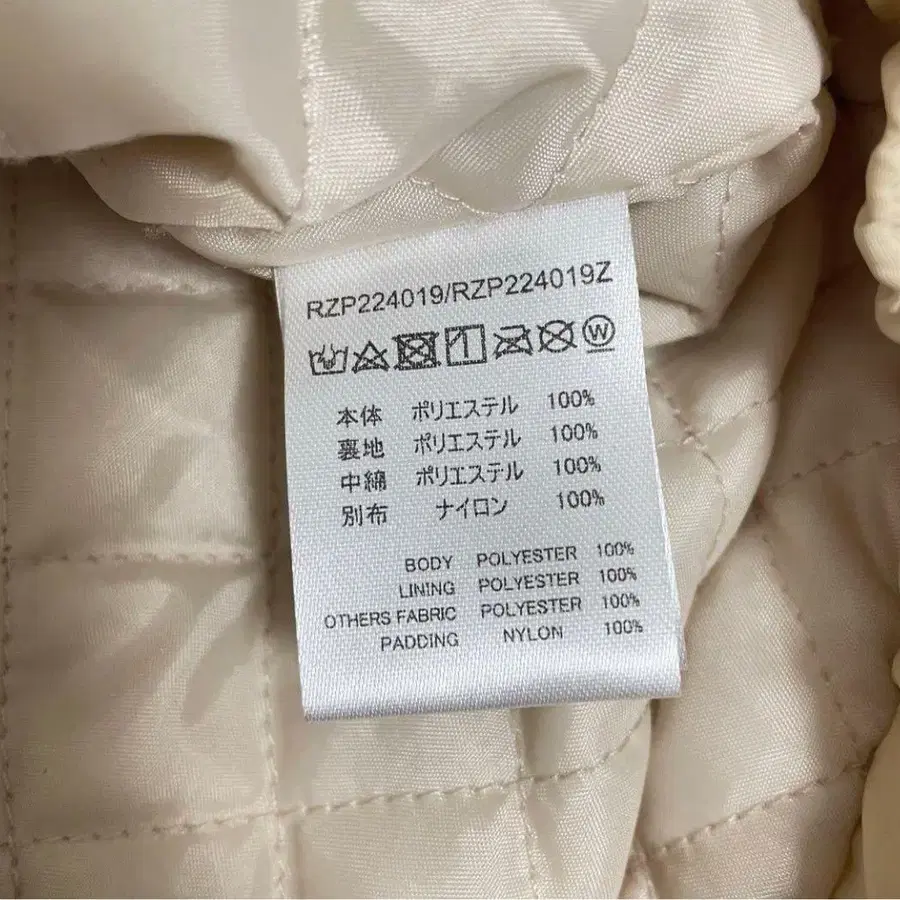 RZP224019/RZP224019Z
W
本体 ポリエステル 100%
裏地 ポリエステル 100%
中綿 ポリエステル 100%
別布 ナイロン 100%
BODY POLYESTER 100%
LINING POLYESTER 100%
OTHERS FABRIC POLYESTER 100%
PADDING NYLON 100%